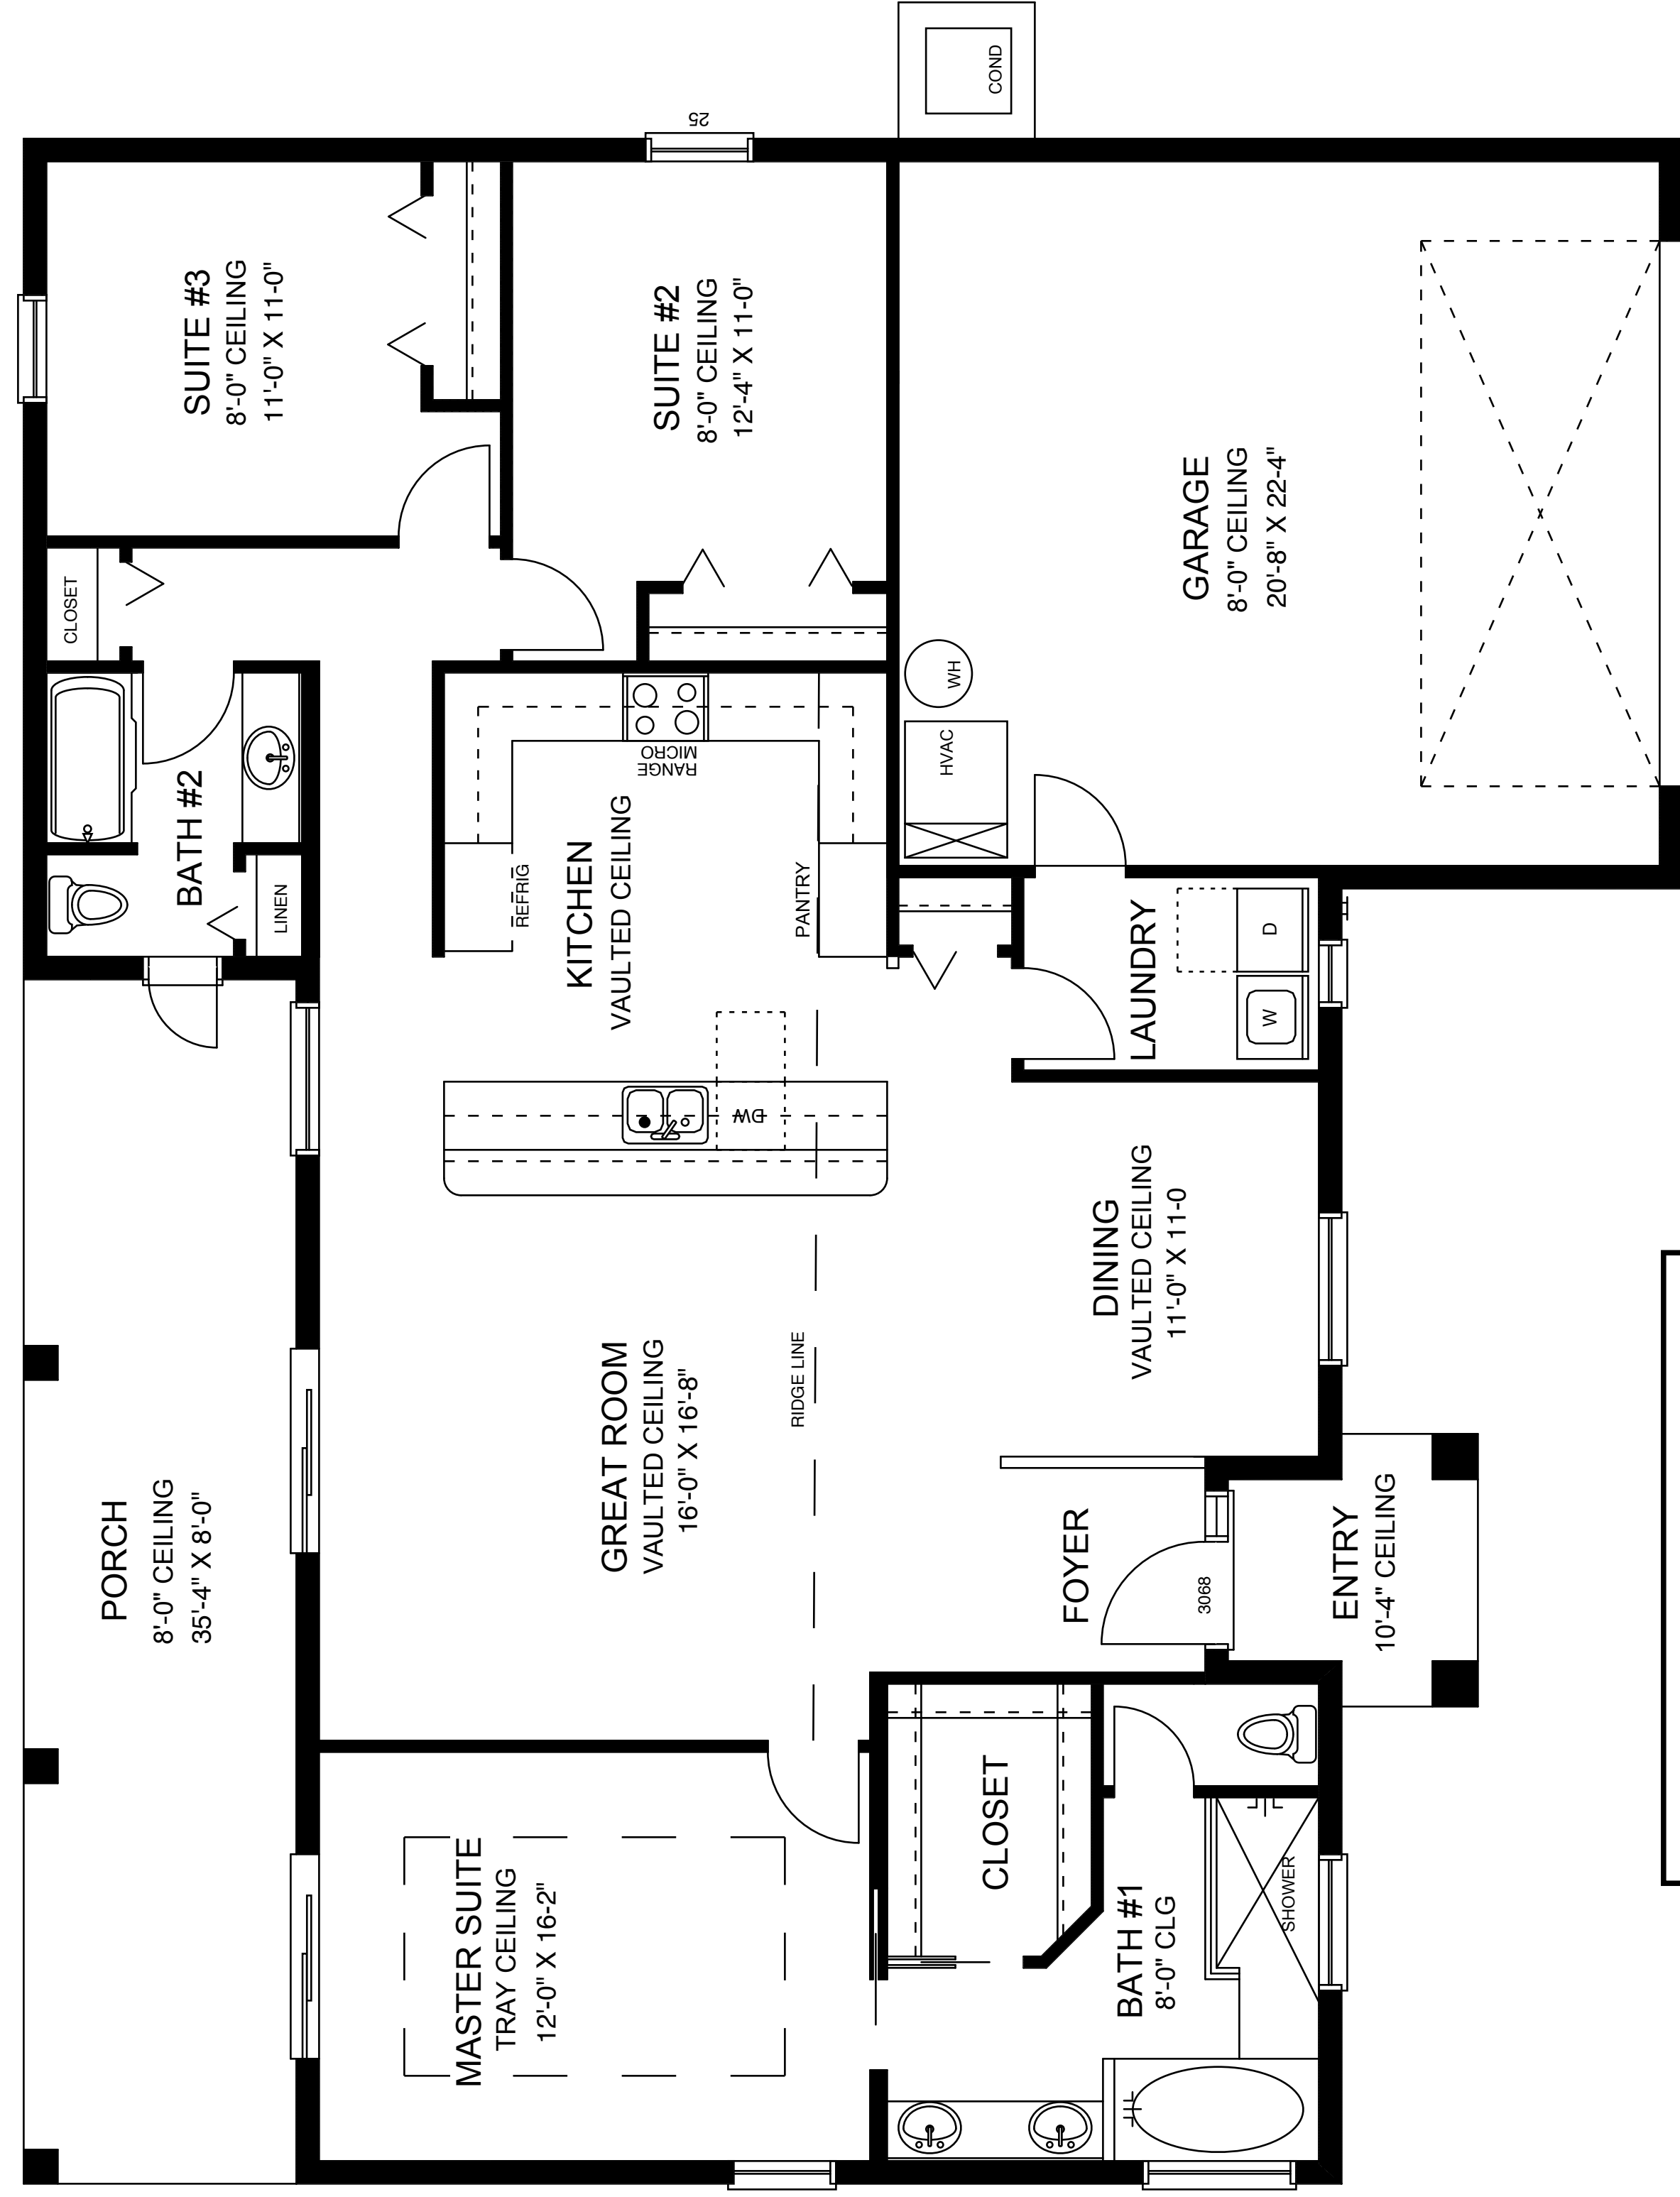 COND
25
SUITE #3
8'-0" CEILING
11'-0" X 11-0"
SUITE #2
8'-0" CEILING
12'-4" X 11-0"
GARAGE
8'-0" CEILING
20'-8" X 22-4"
CLOSET
BATH #2
LINEN
WH
HVAC
RANGE
MICRO
REFRIG
KITCHEN
VAULTED CEILING
PANTRY
LAUNDRY
D
W
DW
DINING
VAULTED CEILING
11'-0" X 11-0
GREAT ROOM
VAULTED CEILING
16'-0" X 16'-8"
RIDGE LINE
PORCH
8'-0" CEILING
35'-4" X 8'-0"
FOYER
3068
ENTRY
10'-4" CEILING
MASTER SUITE
TRAY CEILING
12'-0" X 16-2"
CLOSET
BATH #1
8'-0" CLG
SHOWER